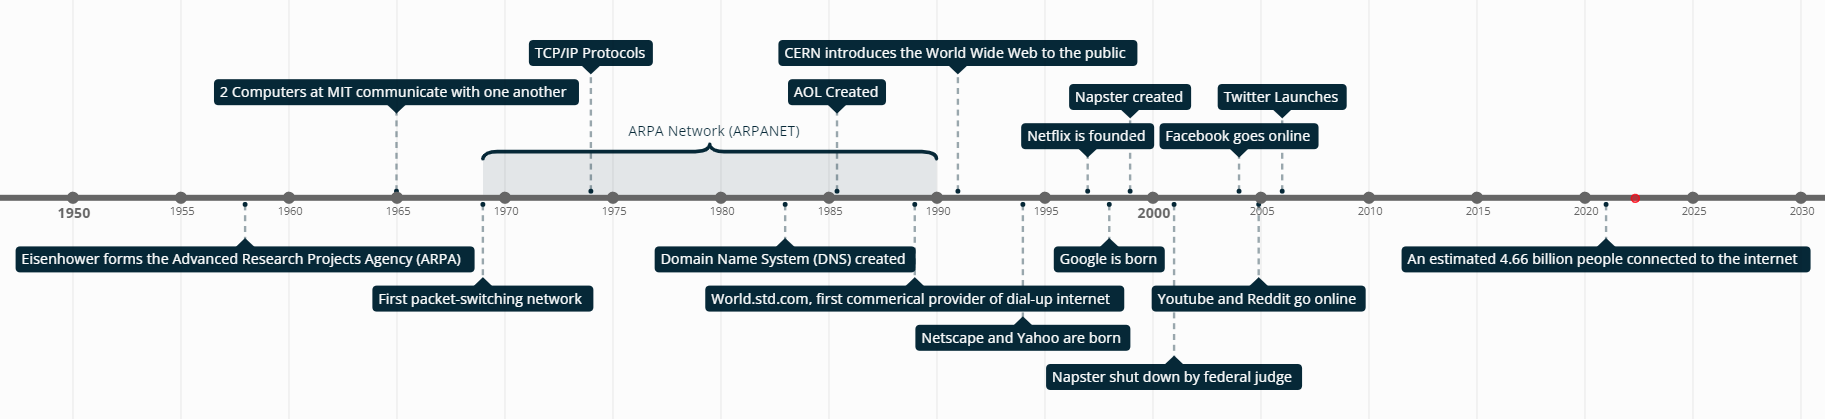 TCP/IP Protocols
CERN introduces the World Wide Web to the public
2 Computers at MIT communicate with one another
AOL Created
Napster created
Twitter Launches
ARPA Network (ARPANET)
Netflix is founded
Facebook goes online
1950
1955
1960
1965
1970
1975
1980
1985
1990
1995
2000
2005
2010
2015
2020
2025
2030
Eisenhower forms the Advanced Research Projects Agency (ARPA)
Domain Name System (DNS) created
Google is born
An estimated 4.66 billion people connected to the internet
First packet-switching network
World.std.com, first commerical provider of dial-up internet
Youtube and Reddit go online
Netscape and Yahoo are born
Napster shut down by federal judge